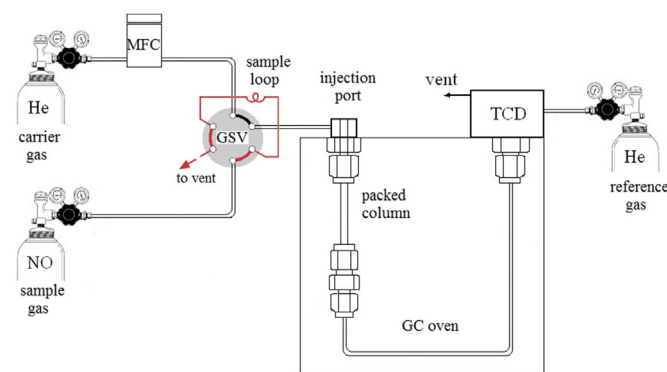 MFC
He
carrier
gas
sample
loop
GSV
to vent
injection
port
vent
TCD
He
reference
gas
packed
column
NO
sample
gas
GC oven